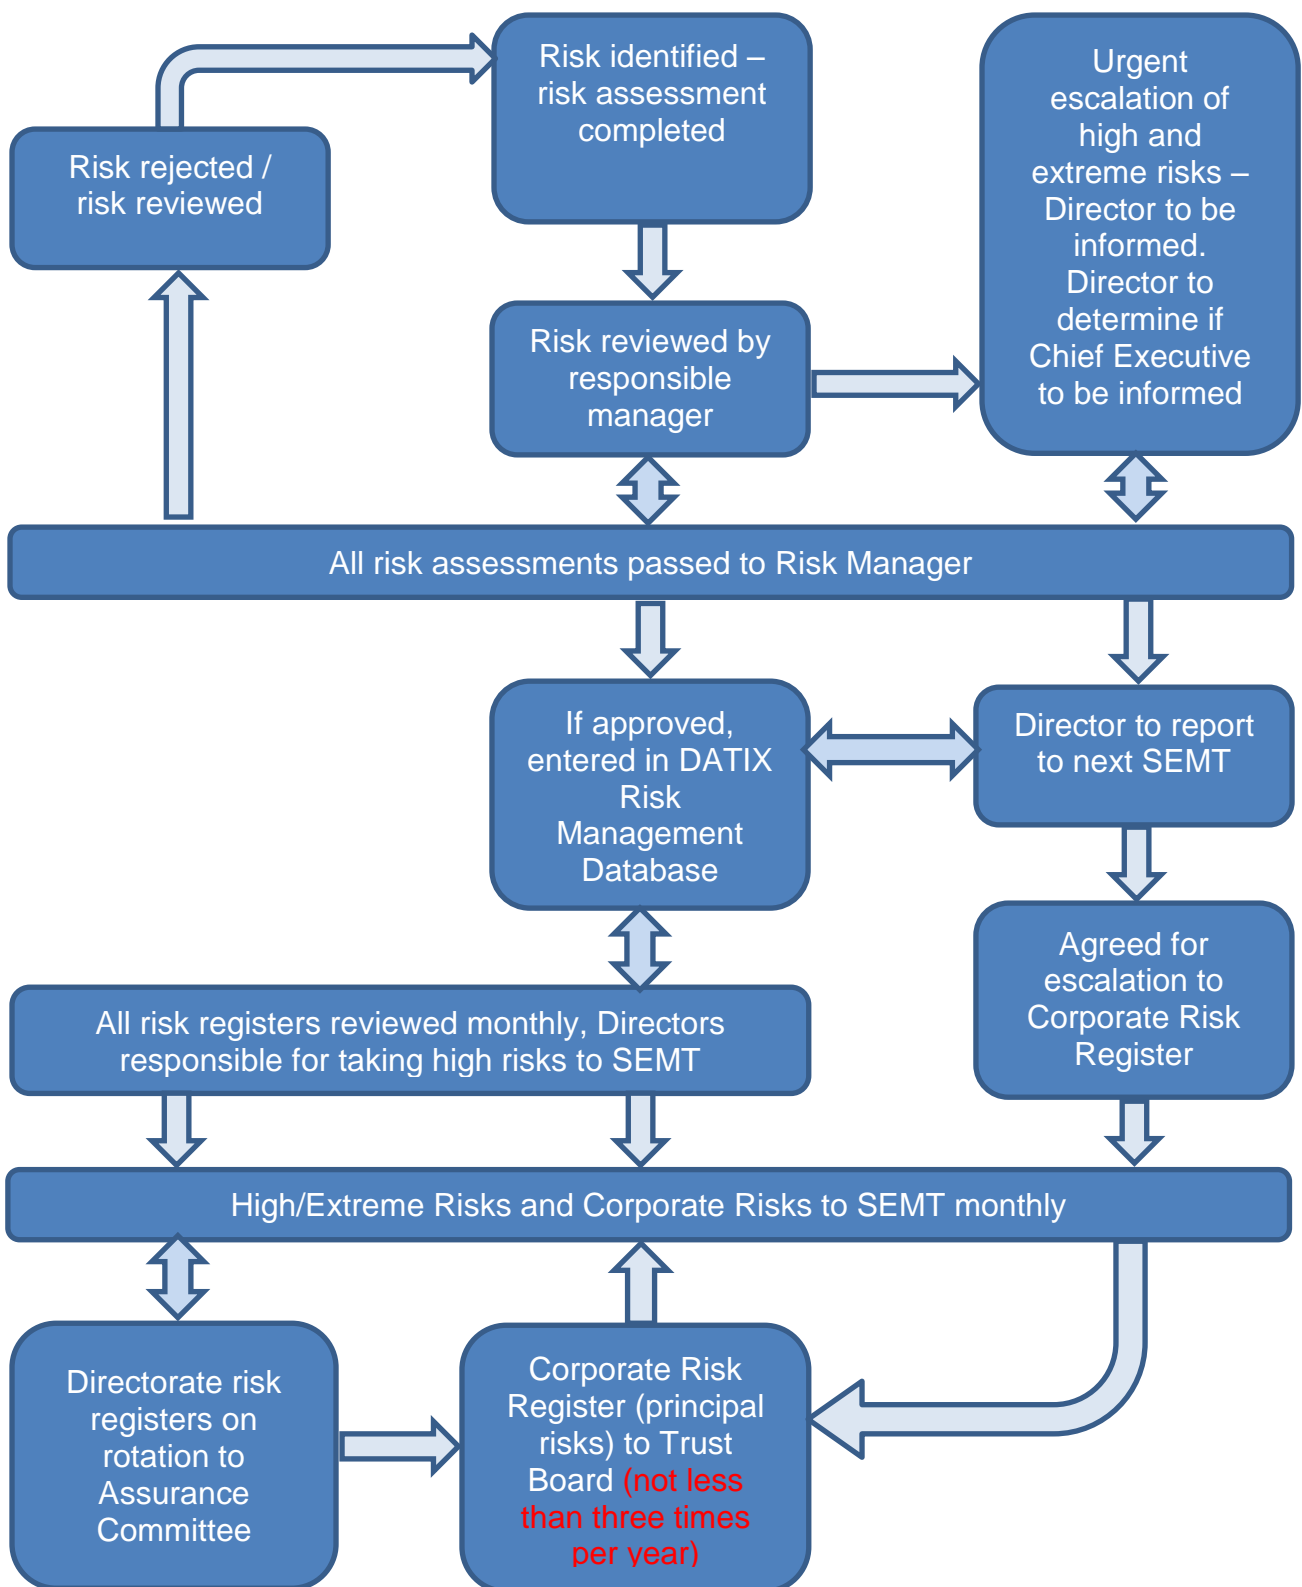 Risk identified –
risk assessment
completed
Urgent
escalation of
high and
extreme risks –
Director to be
informed.
Director to
determine if
Chief Executive
to be informed
Risk rejected /
risk reviewed
Risk reviewed by
responsible
manager
All risk assessments passed to Risk Manager
If approved,
entered in DATIX
Risk
Management
Database
Director to report
to next SEMT
Agreed for
escalation to
Corporate Risk
Register
All risk registers reviewed monthly, Directors
responsible for taking high risks to SEMT
High/Extreme Risks and Corporate Risks to SEMT monthly
Directorate risk
registers on
rotation to
Assurance
Committee
Corporate Risk
Register (principal
risks) to Trust
Board (not less
than three times
per year)